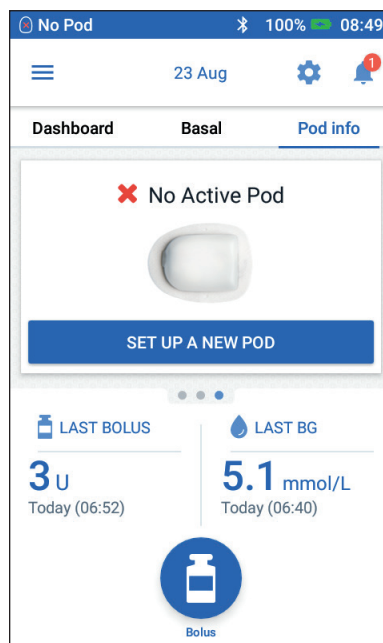 No Pod 100% 08:49
23 Aug 1
Dashboard Basal Pod info
No Active Pod
SET UP A NEW POD
LAST BOLUS
3 U
Today (06:52)
LAST BG
5.1 mmol/L
Today (06:40)
Bolus